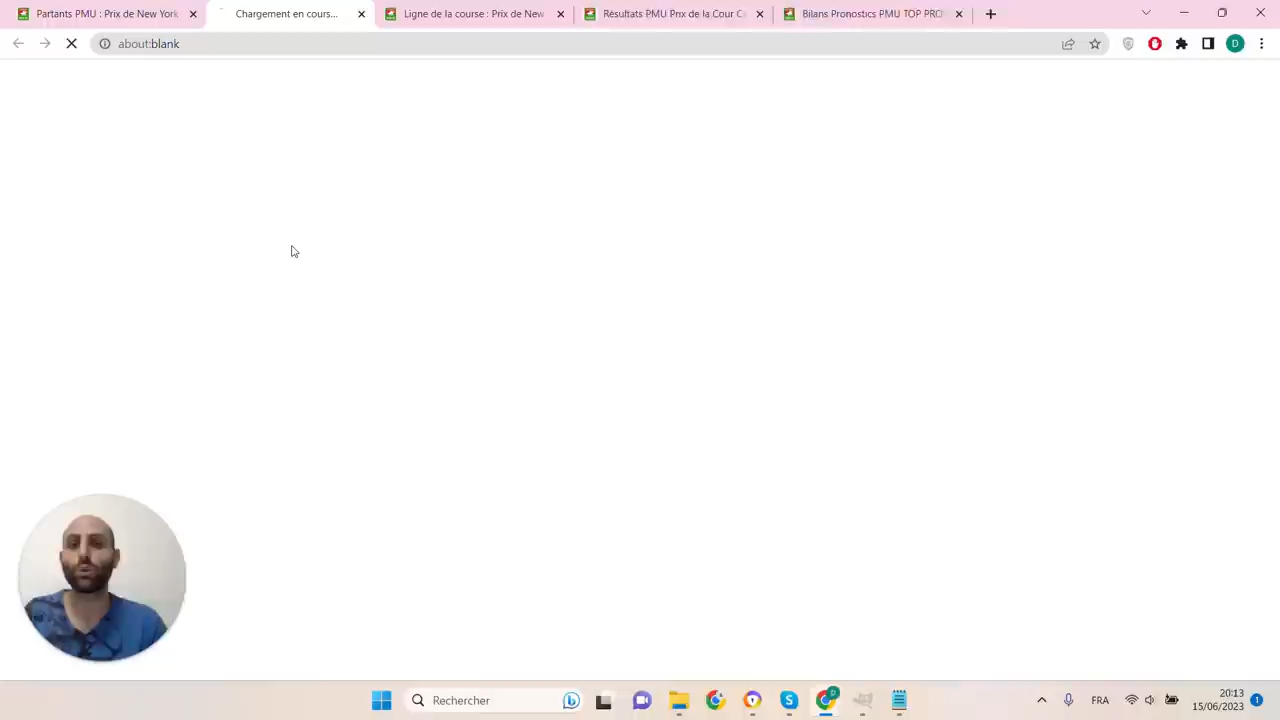 Partants PMU : Prix de New York
Chargement en cours...
Ligne de la course : Prix de New
Résultats PMU Prix de la Cour C
Bilans Pronostics PMU TOP PRO
about:blank
D
D
Rechercher
FRA
20:13
15/06/2023
1